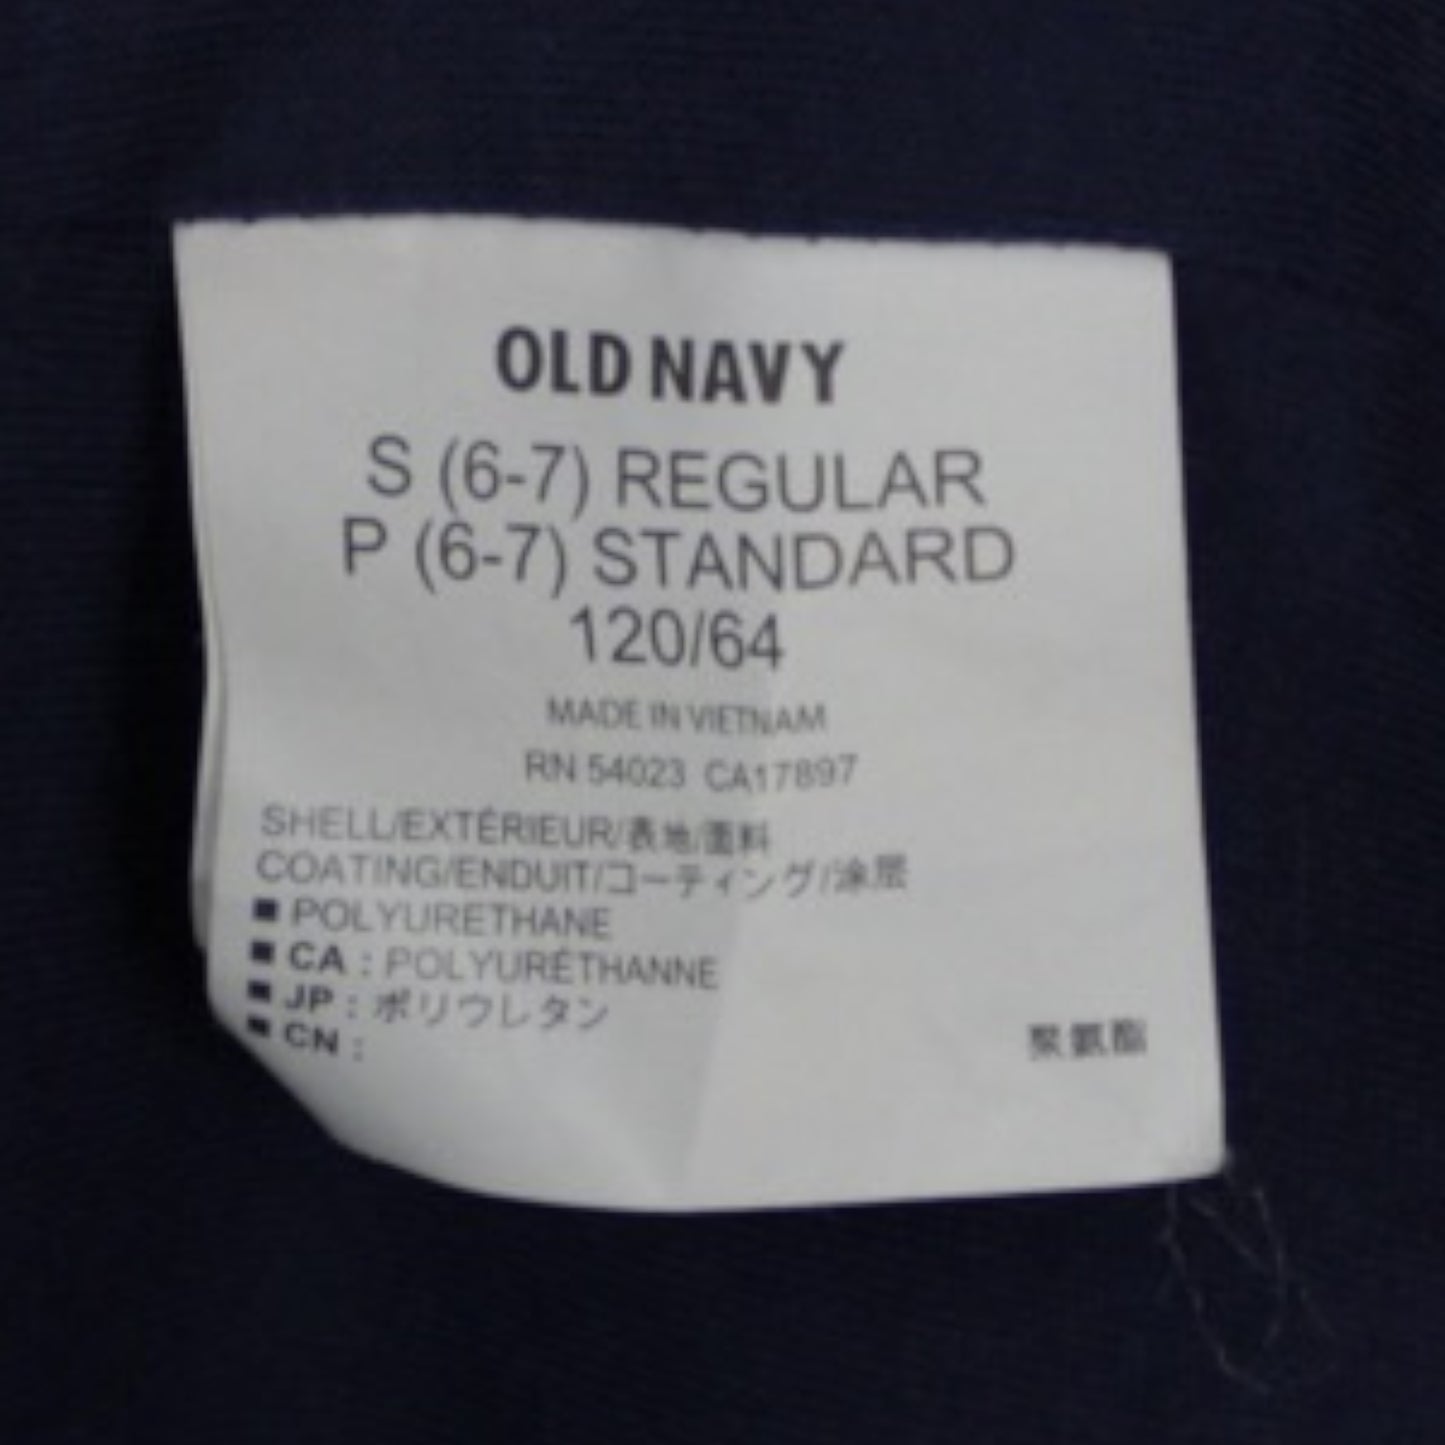 OLD NAVY
S (6-7) REGULAR
P (6-7) STANDARD
120/64
MADE IN VIETNAM
RN 54023 CA17897
SHELL/EXTÉRIEUR/表地/面料
COATING/ENDUIT/コーティング/涂层
■ POLYURETHANE
■ CA : POLYURÉTHANNE
■ JP : ポリウレタン
■ CN : 聚氨酯